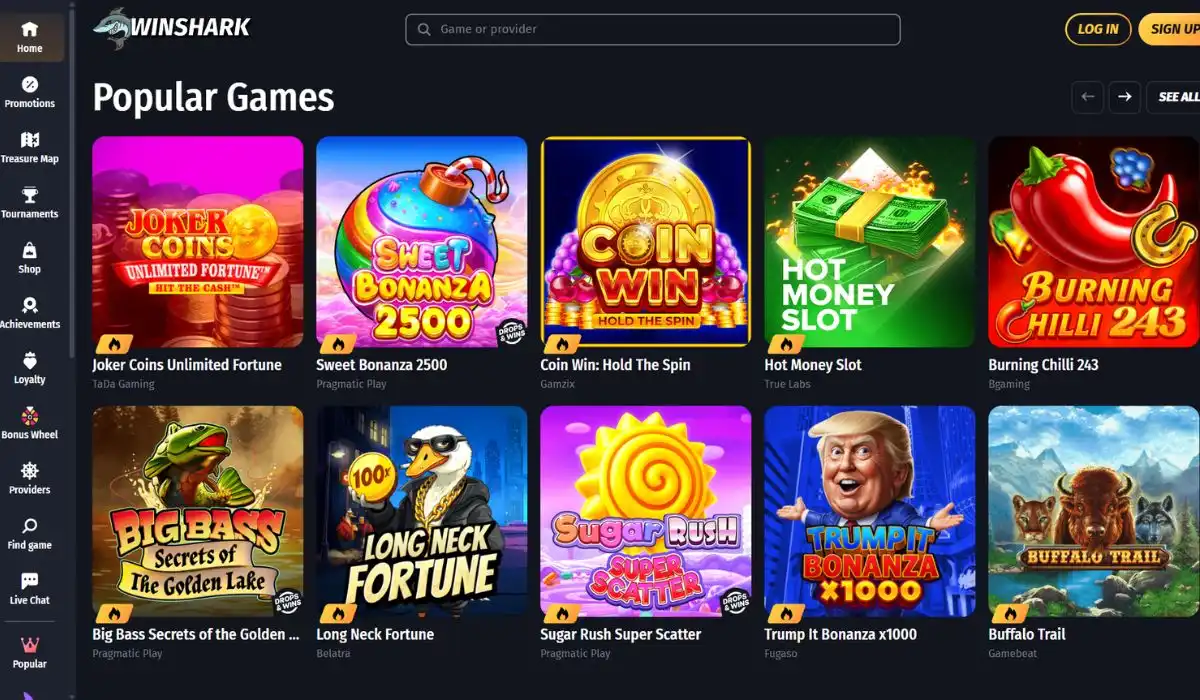 WINSHARK
Game or provider
LOG IN
SIGN UP
Home
Promotions
Treasure Map
Tournaments
Shop
Achievements
Loyalty
Bonus Wheel
Providers
Find game
Live Chat
Popular
Popular Games
SEE ALL
JOKER
COINS
UNLIMITED FORTUNE™
HIT THE CASH™
Joker Coins Unlimited Fortune
TaDa Gaming
SWEET
BONANZA
2500
DROPS
& WINS
Sweet Bonanza 2500
Pragmatic Play
COIN
WIN
HOLD THE SPIN
Coin Win: Hold The Spin
Gamzix
HOT
MONEY
SLOT
Hot Money Slot
True Labs
BURNING
CHILLI 243
Burning Chilli 243
Bgaming
BIG BASS
Secrets of
The Golden Lake
DROPS
& WINS
Big Bass Secrets of the Golden ...
Pragmatic Play
100x
LONG NECK
FORTUNE
Long Neck Fortune
Belatra
Sugar RUSH
SUPER
SCATTER
DROPS
& WINS
Sugar Rush Super Scatter
Pragmatic Play
TRUMP IT
BONANZA
X1000
Trump It Bonanza x1000
Fugaso
BUFFALO TRAIL
Buffalo Trail
Gamebeat